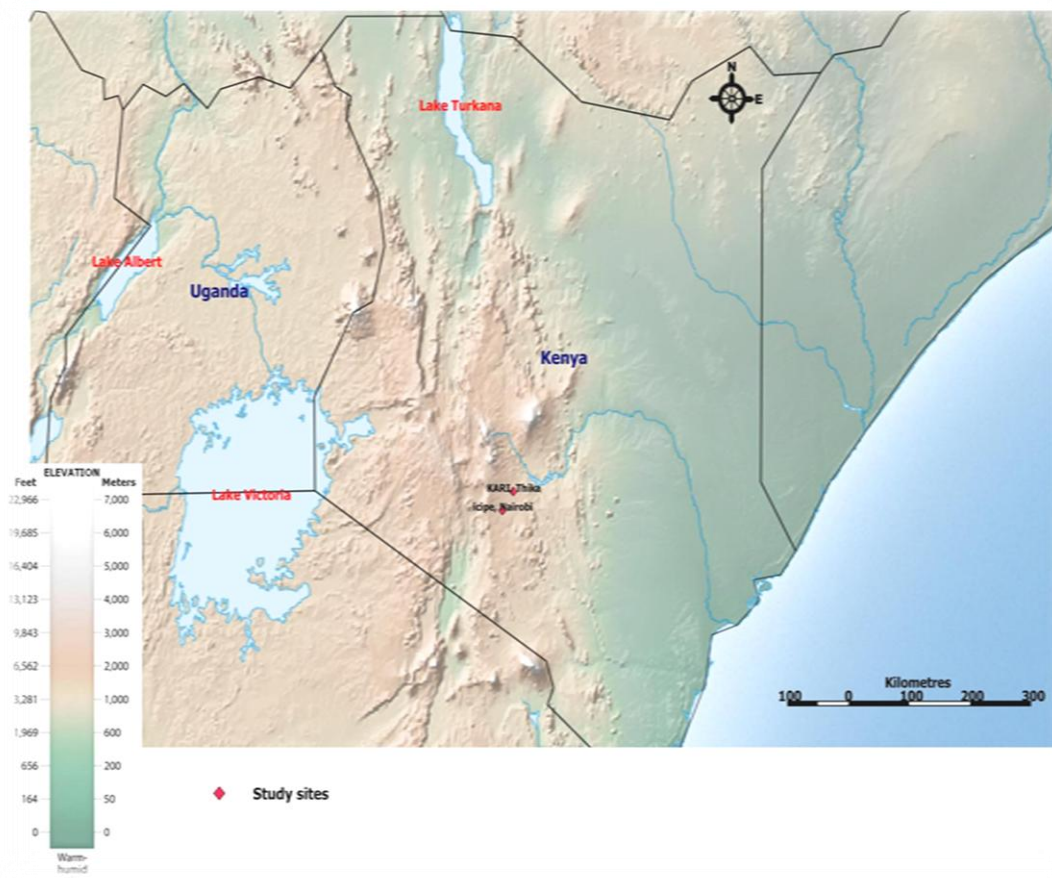 N
E
Lake Turkana
Lake Albert
Uganda
Kenya
Lake Victoria
KARI, Thika
icipe, Nairobi
ELEVATION
Feet Meters
22,966 7,000
19,685 6,000
16,404 5,000
13,123 4,000
9,843 3,000
6,562 2,000
3,281 1,000
1,969 600
656 200
164 50
0 0
Warm-
humid
Kilometres
100 0 100 200 300
Study sites